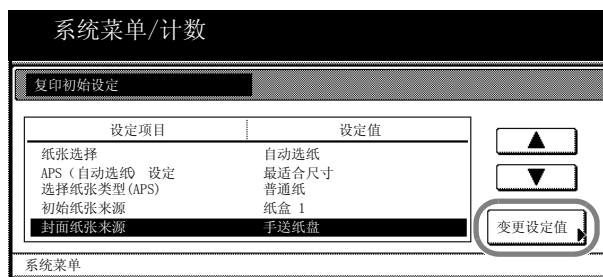 系统菜单/计数
复印初始设定
设定项目 设定值
纸张选择 自动选纸
APS（自动选纸） 设定 最适合尺寸
选择纸张类型(APS) 普通纸
初始纸张来源 纸盒 1
封面纸张来源 手送纸盘
变更设定值
系统菜单